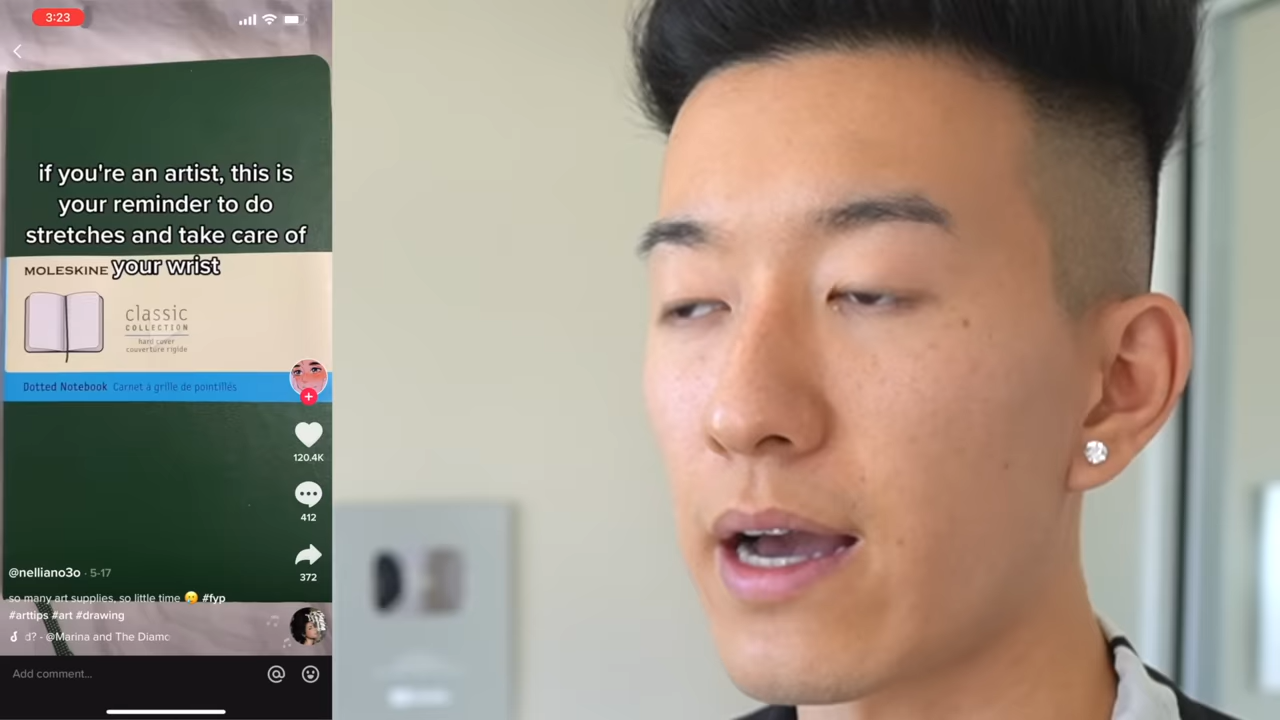 3:23
if you're an artist, this is
your reminder to do
stretches and take care of
your wrist
MOLESKINE
classic
COLLECTION
hard cover
couverture rigide
Dotted Notebook Carnet à grille de pointillés
120.4K
412
372
@nelliano3o · 5-17
so many art supplies, so little time 🥲 #fyp
#arttips #art #drawing
d? - @Marina and The Diamo
Add comment...